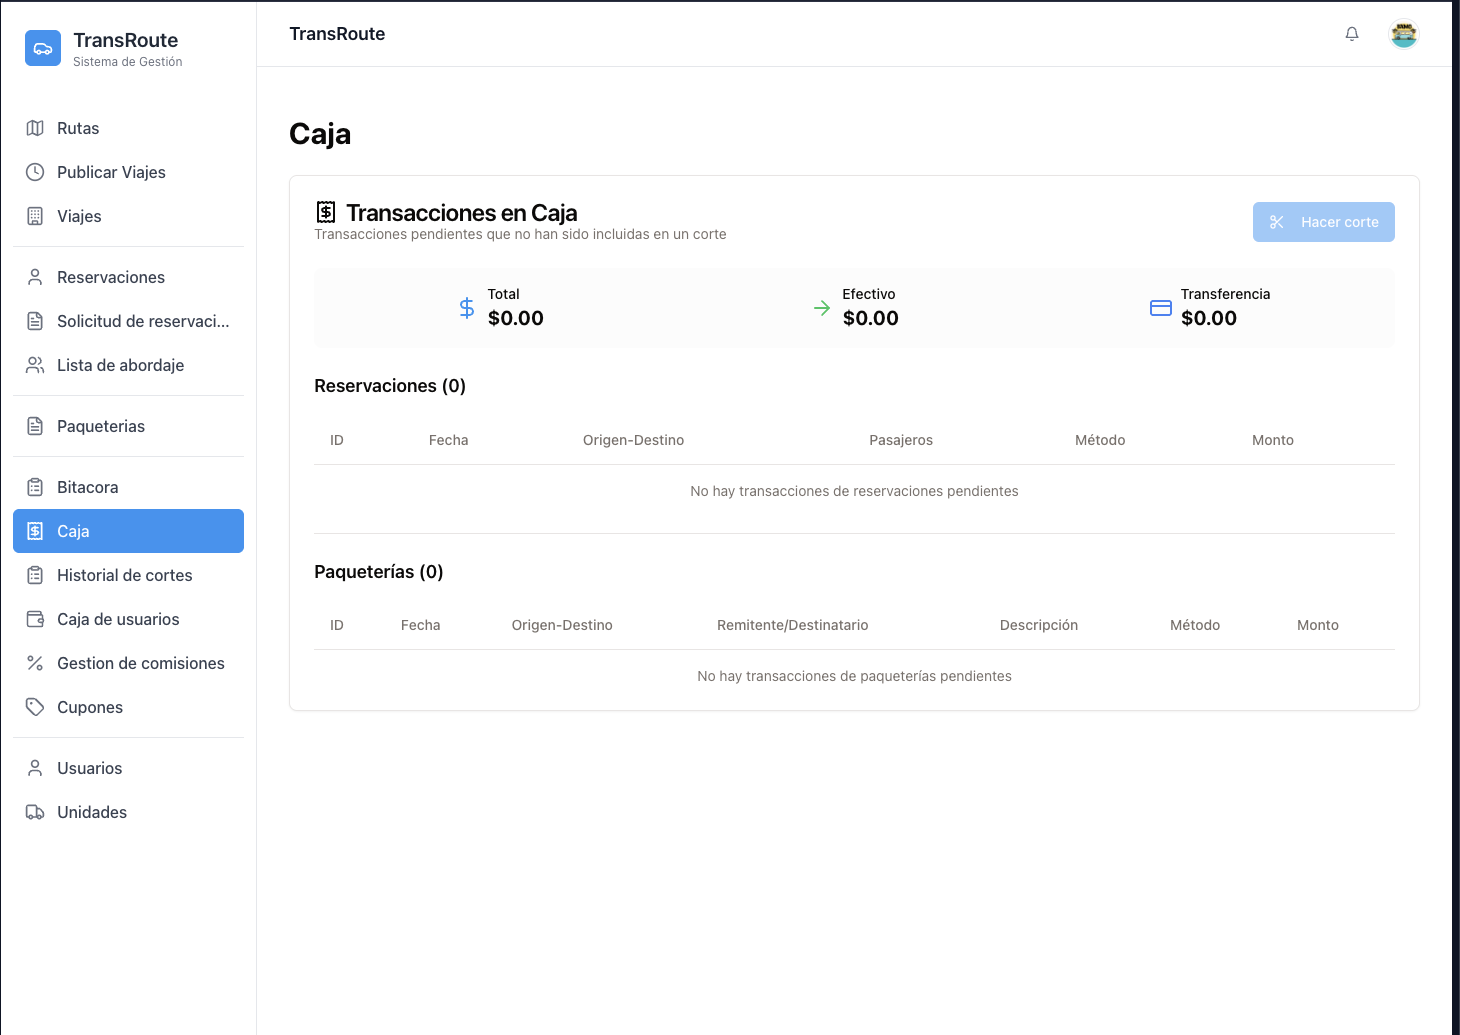 TransRoute
Sistema de Gestión
Rutas
Publicar Viajes
Viajes
Reservaciones
Solicitud de reservaci...
Lista de abordaje
Paqueterias
Bitacora
Caja
Historial de cortes
Caja de usuarios
Gestion de comisiones
Cupones
Usuarios
Unidades
TransRoute
Caja
Transacciones en Caja
Transacciones pendientes que no han sido incluidas en un corte
Hacer corte
Total
$0.00
Efectivo
$0.00
Transferencia
$0.00
Reservaciones (0)
ID Fecha Origen-Destino Pasajeros Método Monto
No hay transacciones de reservaciones pendientes
Paqueterías (0)
ID Fecha Origen-Destino Remitente/Destinatario Descripción Método Monto
No hay transacciones de paqueterías pendientes